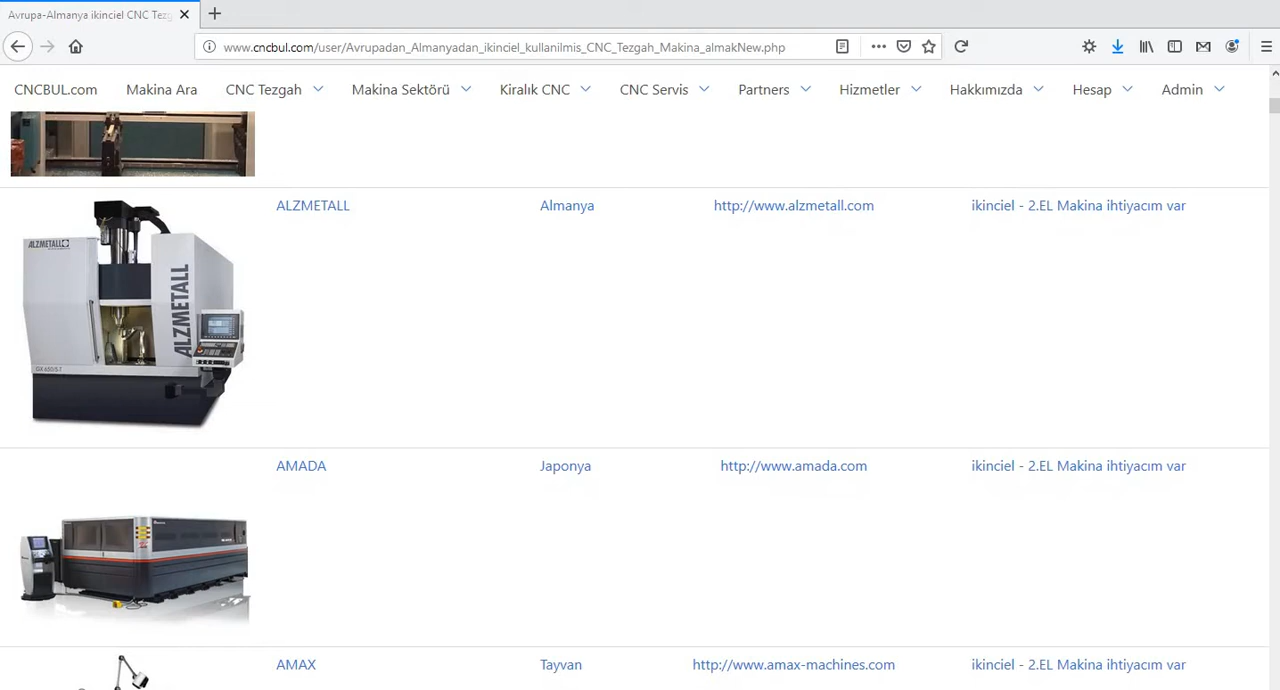 Avrupa-Almanya ikinciel CNC Tezg
www.cncbul.com/user/Avrupadan_Almanyadan_ikinciel_kullanilmis_CNC_Tezgah_Makina_almakNew.php
CNCBUL.com Makina Ara CNC Tezgah Makina Sektörü Kiralık CNC CNC Servis Partners Hizmetler Hakkımızda Hesap Admin
ALZMETALL Almanya http://www.alzmetall.com ikinciel - 2.EL Makina ihtiyacım var
ALZMETALL
ALZMETALL
AMADA Japonya http://www.amada.com ikinciel - 2.EL Makina ihtiyacım var
AMAX Tayvan http://www.amax-machines.com ikinciel - 2.EL Makina ihtiyacım var